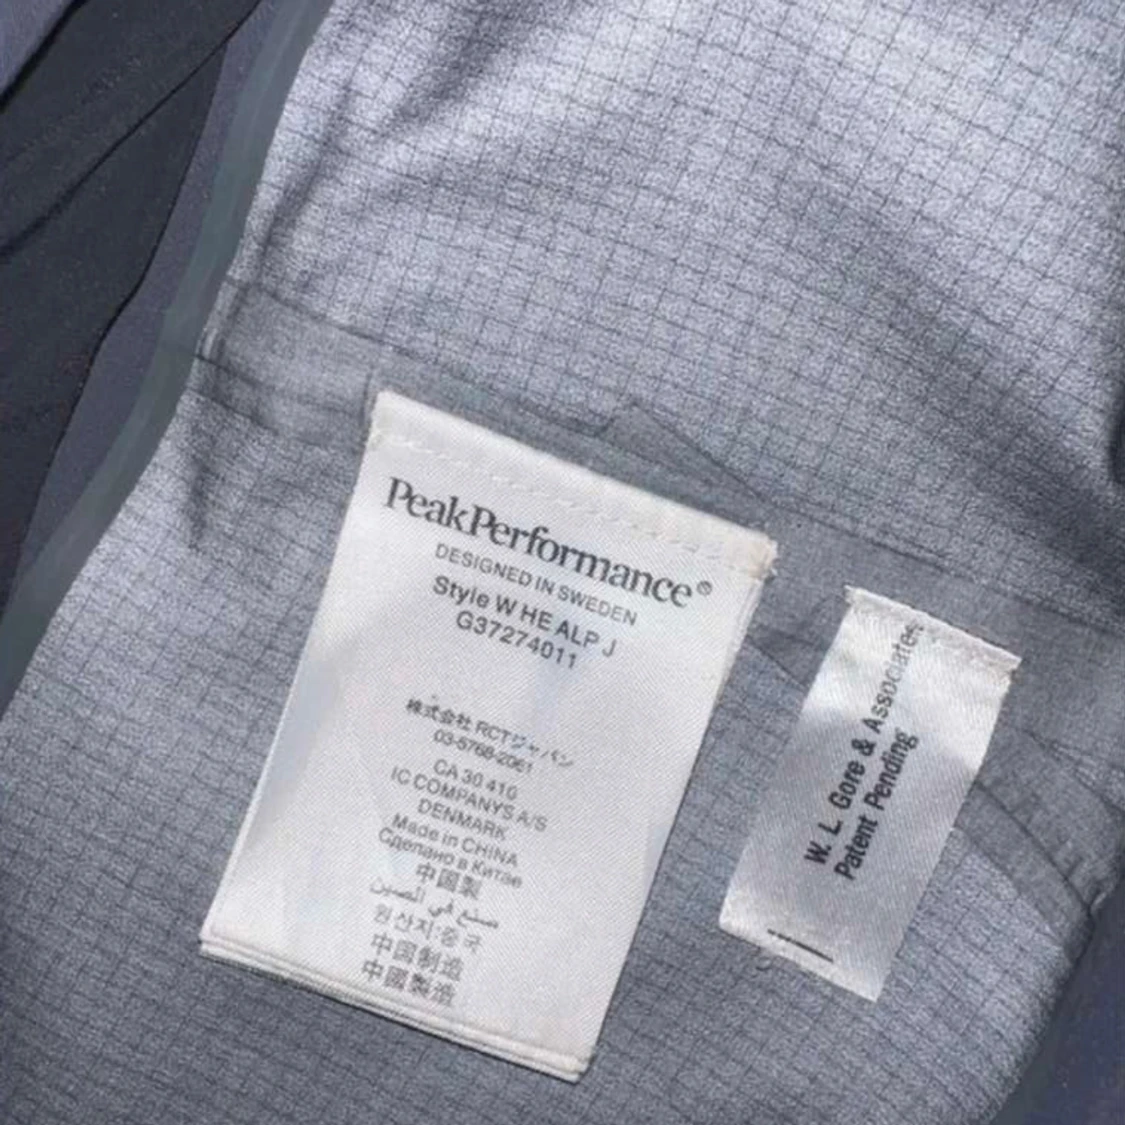 PeakPerformance®
DESIGNED IN SWEDEN
Style W HE ALP J
G37274011
株式会社 RCTジャパン
03-5768-2061
CA 30 410
IC COMPANYS A/S
DENMARK
Made in CHINA
Сделано в Китае
中国製
صنع في الصين
원산지:중국
中国制造
中國製造
W. L. Gore & Associates
Patent Pending